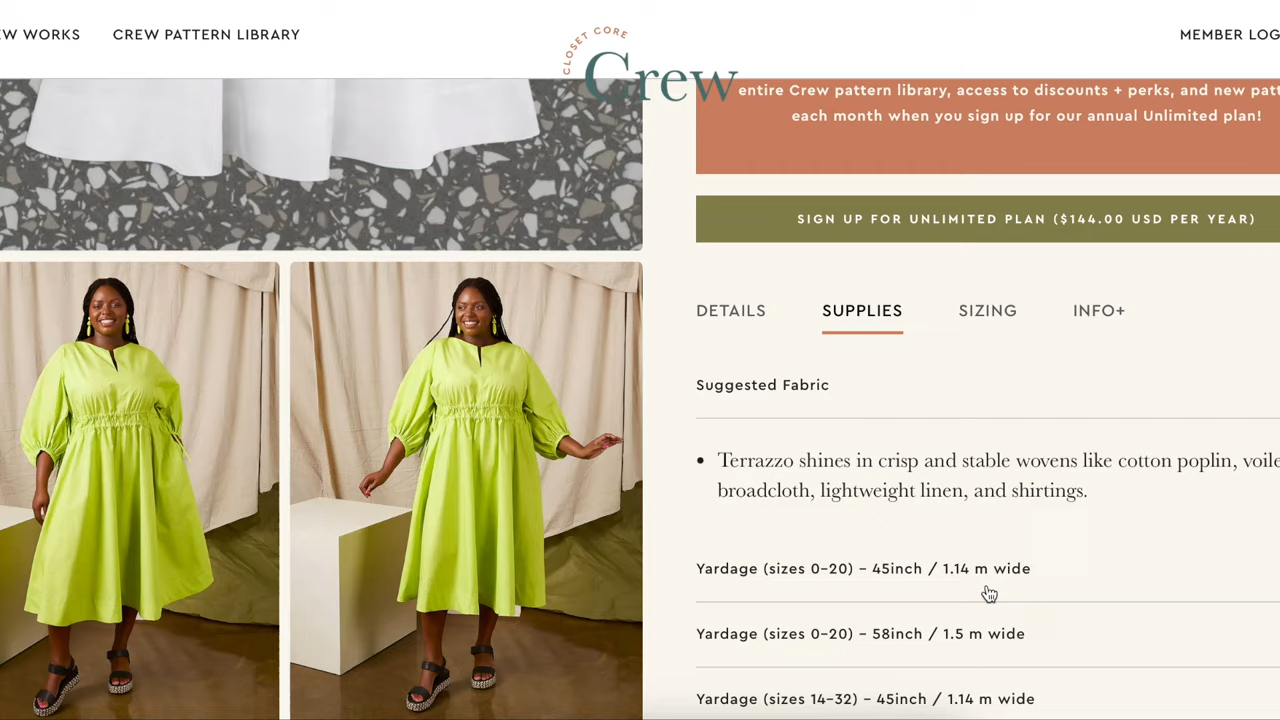 EW WORKS
CREW PATTERN LIBRARY
CLOSET CORE
Crew
MEMBER LOG
entire Crew pattern library, access to discounts + perks, and new patt
each month when you sign up for our annual Unlimited plan!
SIGN UP FOR UNLIMITED PLAN ($144.00 USD PER YEAR)
DETAILS
SUPPLIES
SIZING
INFO+
Suggested Fabric
• Terrazzo shines in crisp and stable wovens like cotton poplin, voile
broadcloth, lightweight linen, and shirtings.
Yardage (sizes 0–20) – 45inch / 1.14 m wide
Yardage (sizes 0–20) – 58inch / 1.5 m wide
Yardage (sizes 14–32) – 45inch / 1.14 m wide